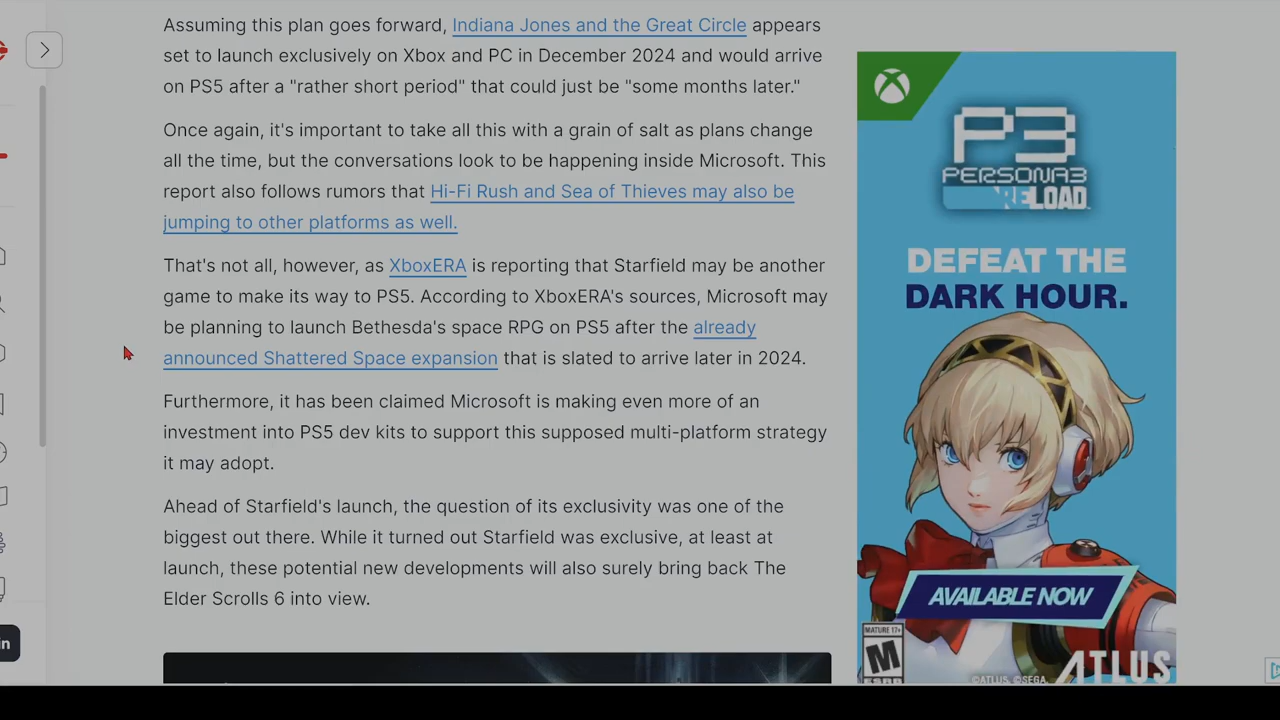 Assuming this plan goes forward, Indiana Jones and the Great Circle appears
set to launch exclusively on Xbox and PC in December 2024 and would arrive
on PS5 after a "rather short period" that could just be "some months later."
Once again, it's important to take all this with a grain of salt as plans change
all the time, but the conversations look to be happening inside Microsoft. This
report also follows rumors that Hi-Fi Rush and Sea of Thieves may also be
jumping to other platforms as well.
That's not all, however, as XboxERA is reporting that Starfield may be another
game to make its way to PS5. According to XboxERA's sources, Microsoft may
be planning to launch Bethesda's space RPG on PS5 after the already
announced Shattered Space expansion that is slated to arrive later in 2024.
Furthermore, it has been claimed Microsoft is making even more of an
investment into PS5 dev kits to support this supposed multi-platform strategy
it may adopt.
Ahead of Starfield's launch, the question of its exclusivity was one of the
biggest out there. While it turned out Starfield was exclusive, at least at
launch, these potential new developments will also surely bring back The
Elder Scrolls 6 into view.
in
P3
PERSONA3
RELOAD
DEFEAT THE
DARK HOUR.
AVAILABLE NOW
MATURE 17+
M
ESRB
ATLUS
©ATLUS. ©SEGA.